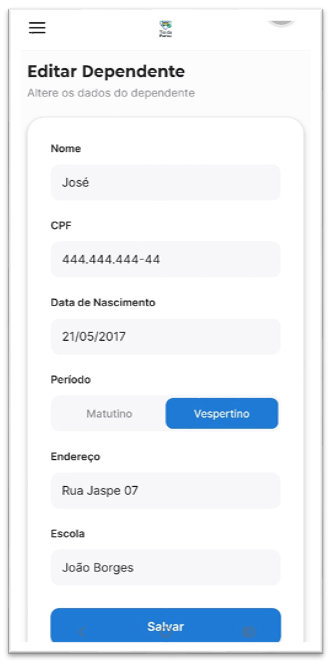 Editar Dependente
Altere os dados do dependente
Nome
José
CPF
444.444.444-44
Data de Nascimento
21/05/2017
Período
Matutino
Vespertino
Endereço
Rua Jaspe 07
Escola
João Borges
Salvar